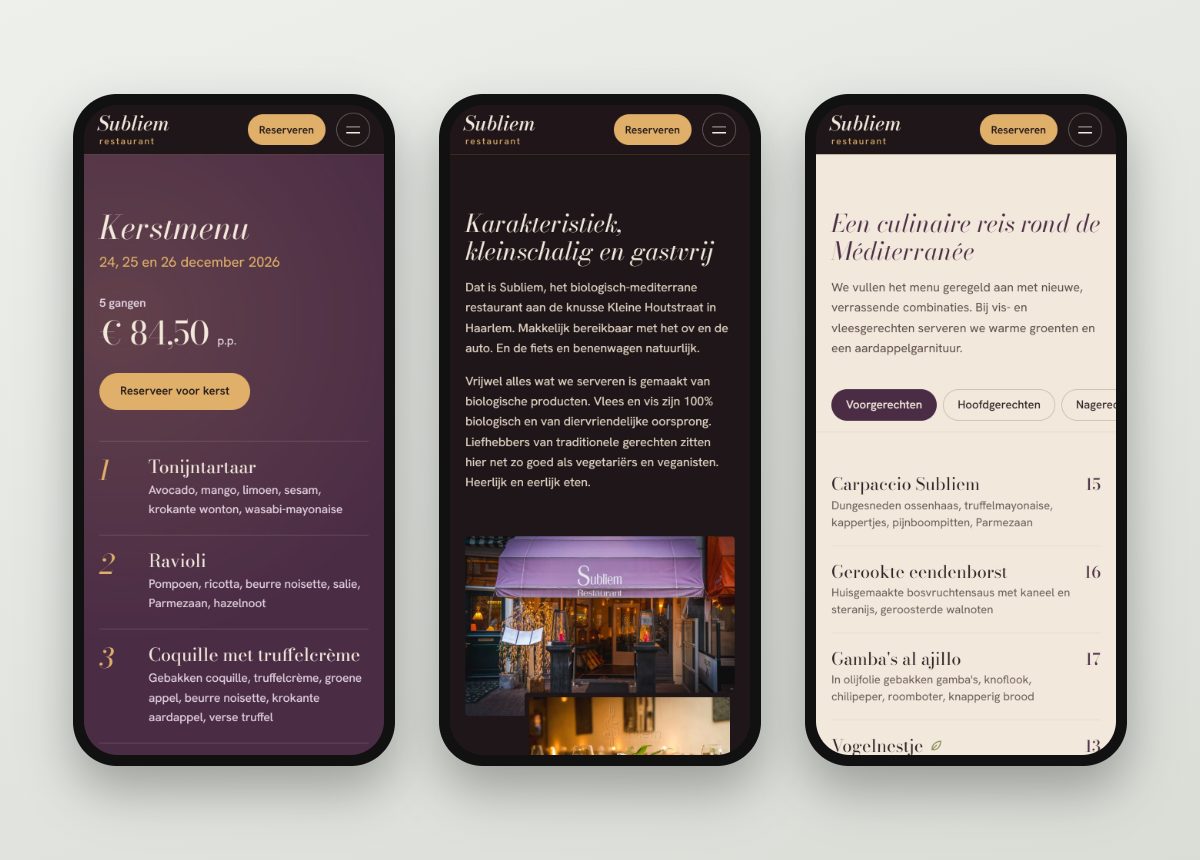 Subliem
restaurant
Reserveren
Kerstmenu
24, 25 en 26 december 2026
5 gangen
€ 84,50 p.p.
Reserveer voor kerst
1
Tonijntartaar
Avocado, mango, limoen, sesam,
krokante wonton, wasabi-mayonaise
2
Ravioli
Pompoen, ricotta, beurre noisette, salie,
Parmezaan, hazelnoot
3
Coquille met truffelcrème
Gebakken coquille, truffelcrème, groene
appel, beurre noisette, krokante
aardappel, verse truffel
Subliem
restaurant
Reserveren
Karakteristiek,
kleinschalig en gastvrij
Dat is Subliem, het biologisch-mediterrane
restaurant aan de knusse Kleine Houtstraat in
Haarlem. Makkelijk bereikbaar met het ov en de
auto. En de fiets en benenwagen natuurlijk.
Vrijwel alles wat we serveren is gemaakt van
biologische producten. Vlees en vis zijn 100%
biologisch en van diervriendelijke oorsprong.
Liefhebbers van traditionele gerechten zitten
hier net zo goed als vegetariërs en veganisten.
Heerlijk en eerlijk eten.
Subliem
Restaurant
Subliem
restaurant
Reserveren
Een culinaire reis rond de
Méditerranée
We vullen het menu geregeld aan met nieuwe,
verrassende combinaties. Bij vis- en
vleesgerechten serveren we warme groenten en
een aardappelgarnituur.
Voorgerechten
Hoofdgerechten
Nagerec
Carpaccio Subliem 15
Dungesneden ossenhaas, truffelmayonaise,
kappertjes, pijnboompitten, Parmezaan
Gerookte eendenborst 16
Huisgemaakte bosvruchtensaus met kaneel en
steranijs, geroosterde walnoten
Gamba's al ajillo 17
In olijfolie gebakken gamba's, knoflook,
chilipeper, roomboter, knapperig brood
Vogelnestje 13